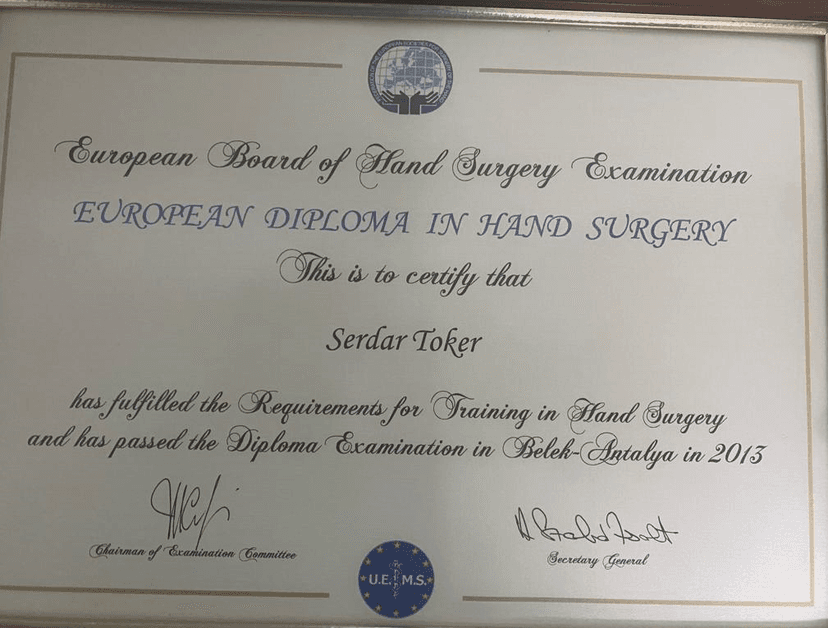 European Board of Hand Surgery Examination
EUROPEAN DIPLOMA IN HAND SURGERY
This is to certify that
Serdar Toker
has fulfilled the Requirements for Training in Hand Surgery
and has passed the Diploma Examination in Belek-Antalya in 2013
Chairman of Examination Committee
Secretary General
U.E.M.S.